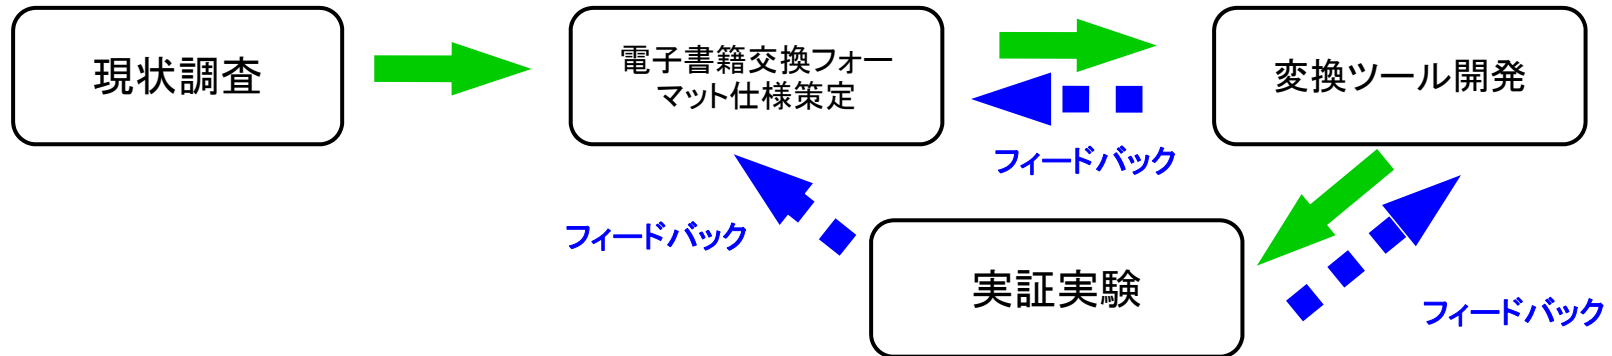 現状調査
電子書籍交換フォー
マット仕様策定
変換ツール開発
フィードバック
フィードバック
実証実験
フィードバック